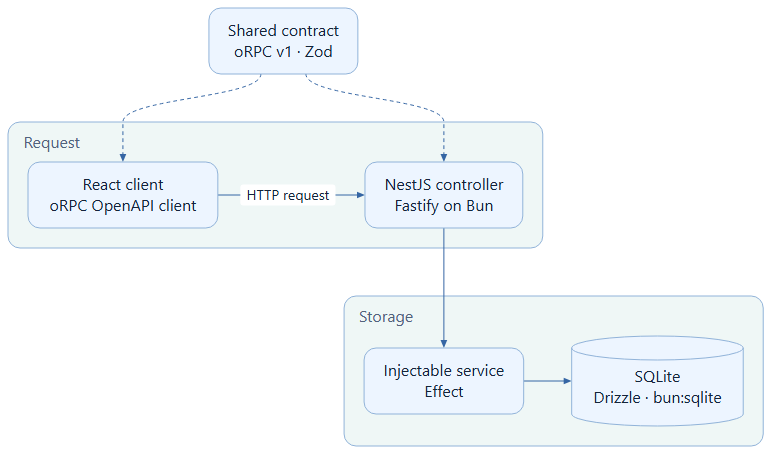 Shared contract
oRPC v1 · Zod
Request
React client
oRPC OpenAPI client
HTTP request
NestJS controller
Fastify on Bun
Storage
Injectable service
Effect
SQLite
Drizzle · bun:sqlite